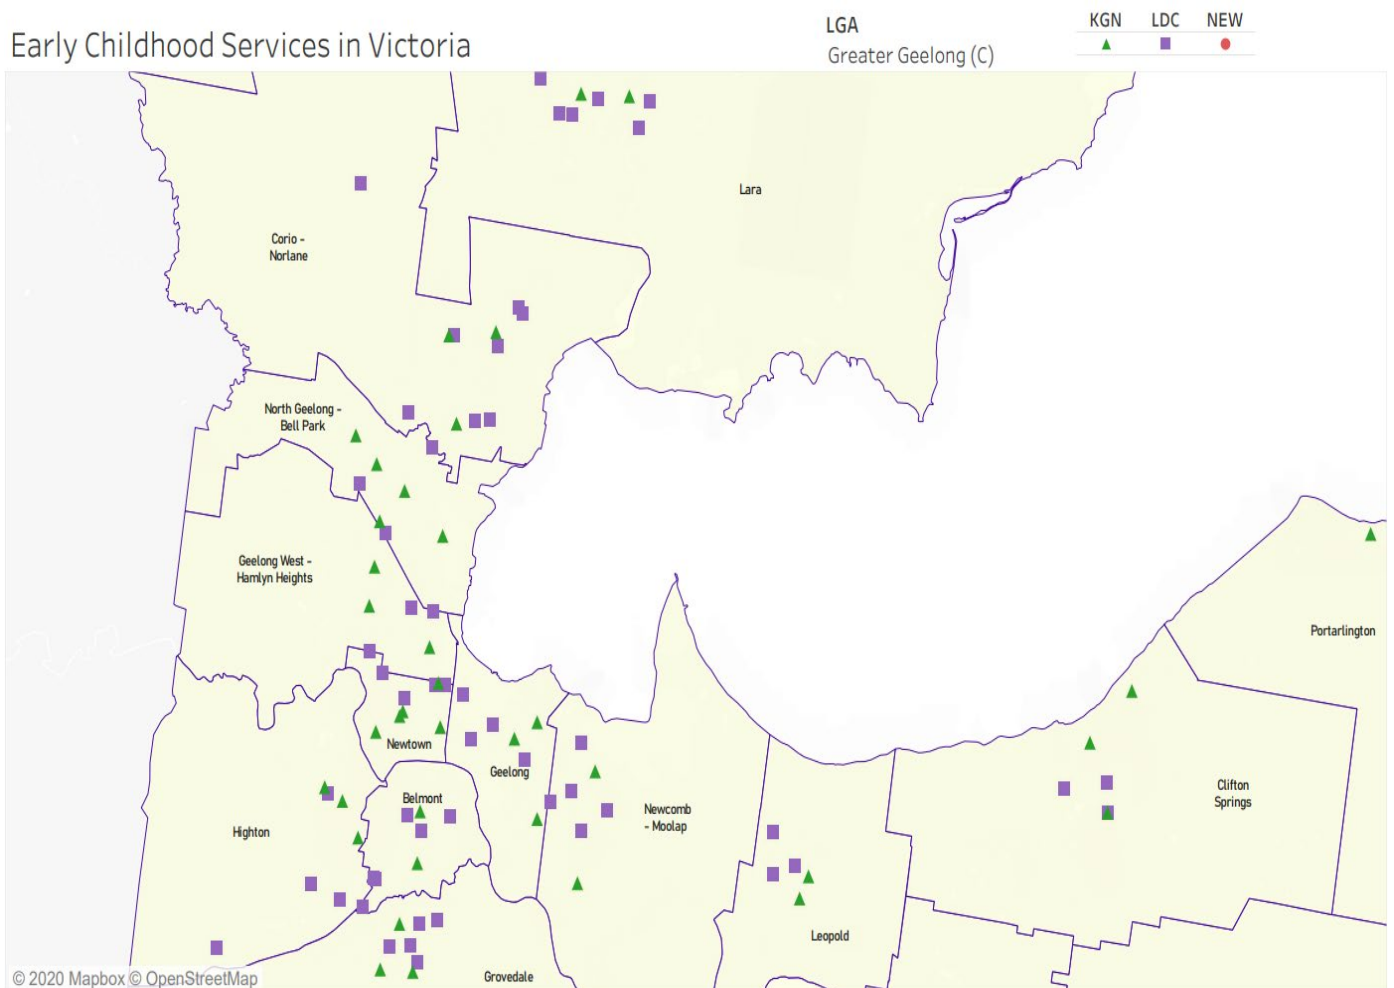 Early Childhood Services in Victoria
LGA
Greater Geelong (C)
KGN LDC NEW
Lara
Corio -
Norlane
North Geelong -
Bell Park
Geelong West -
Hamlyn Heights
Portarlington
Newtown
Geelong
Belmont
Clifton
Springs
Newcomb
- Moolap
Highton
Leopold
Grovedale
© 2020 Mapbox © OpenStreetMap